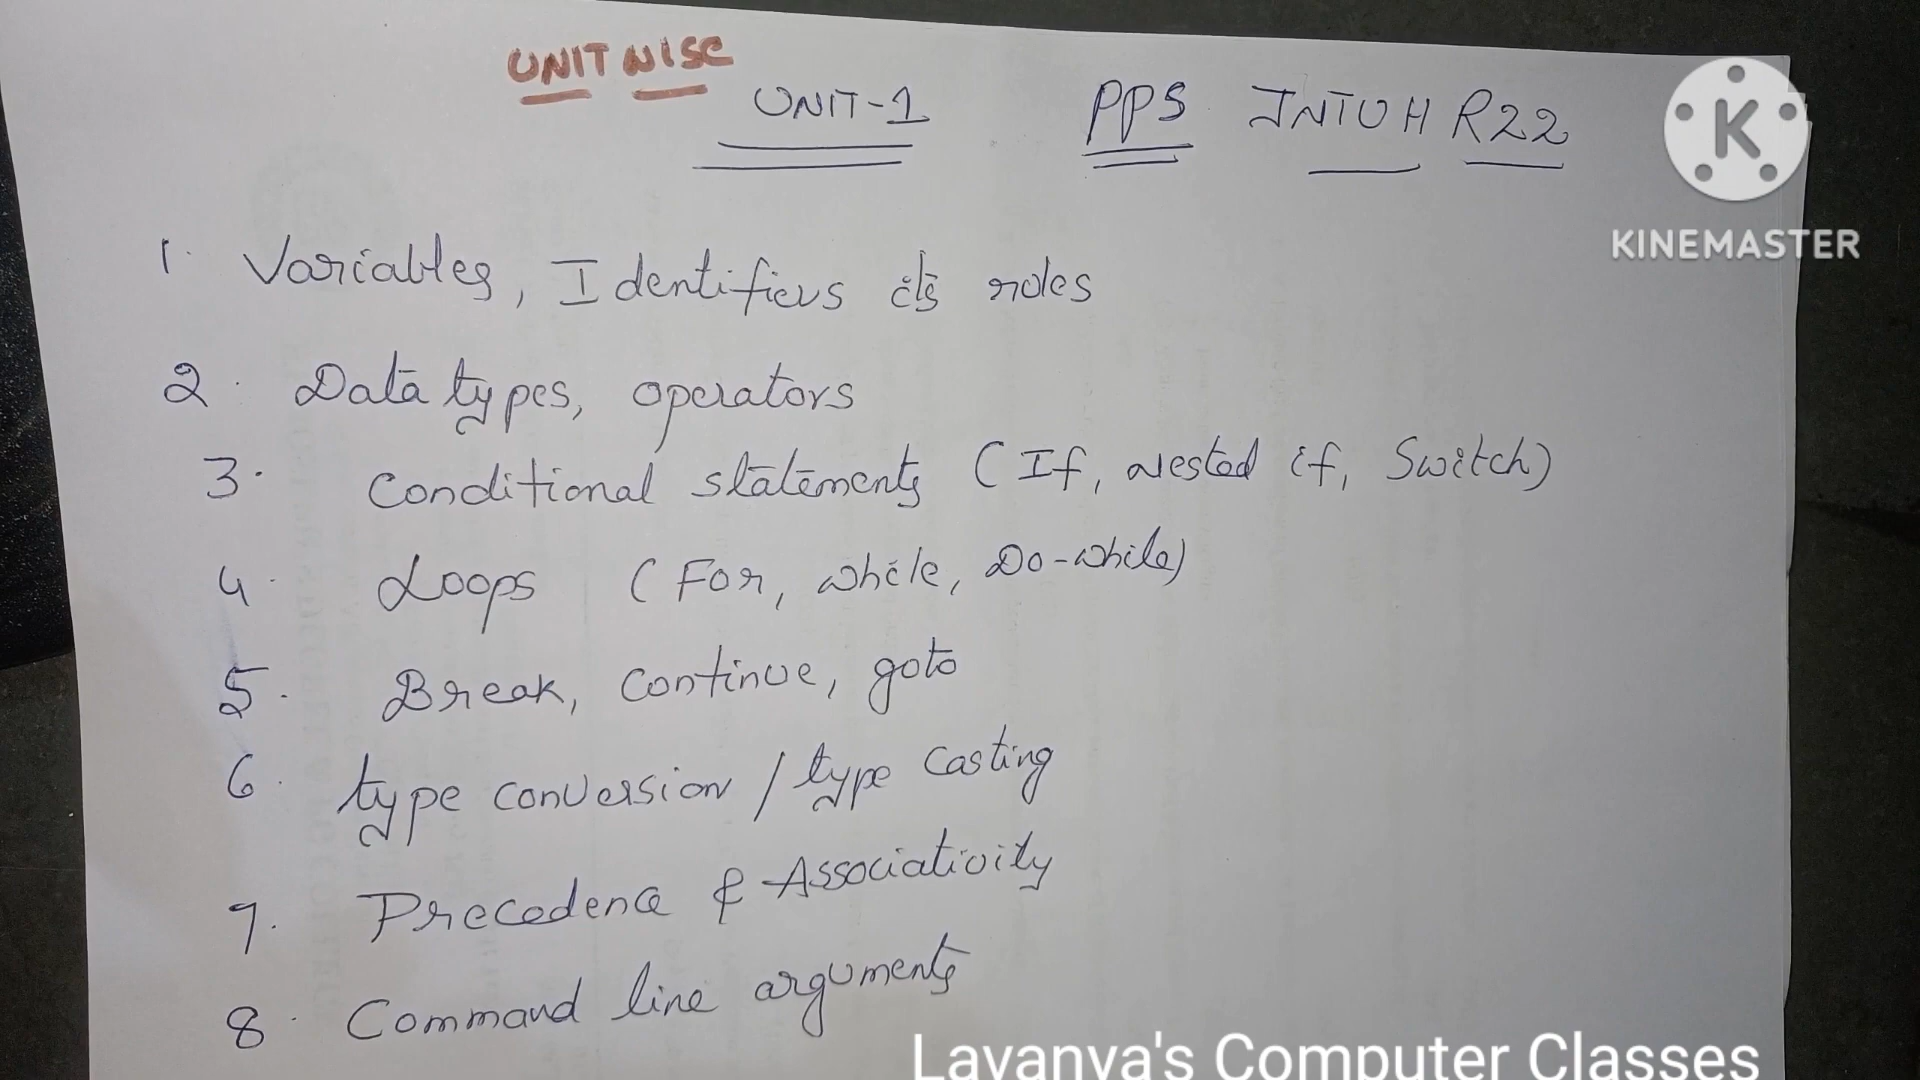 UNIT WISE
UNIT-1 PPS JNTUH R22
K
KINEMASTER
1. Variables, Identifiers its rules
2. Data types, operators
3. Conditional statements (If, Nested if, Switch)
4. Loops (For, while, Do-while)
5. Break, continue, goto
6. type conversion / type casting
7. Precedence & Associativity
8. Command line arguments
Lavanya's Computer Classes